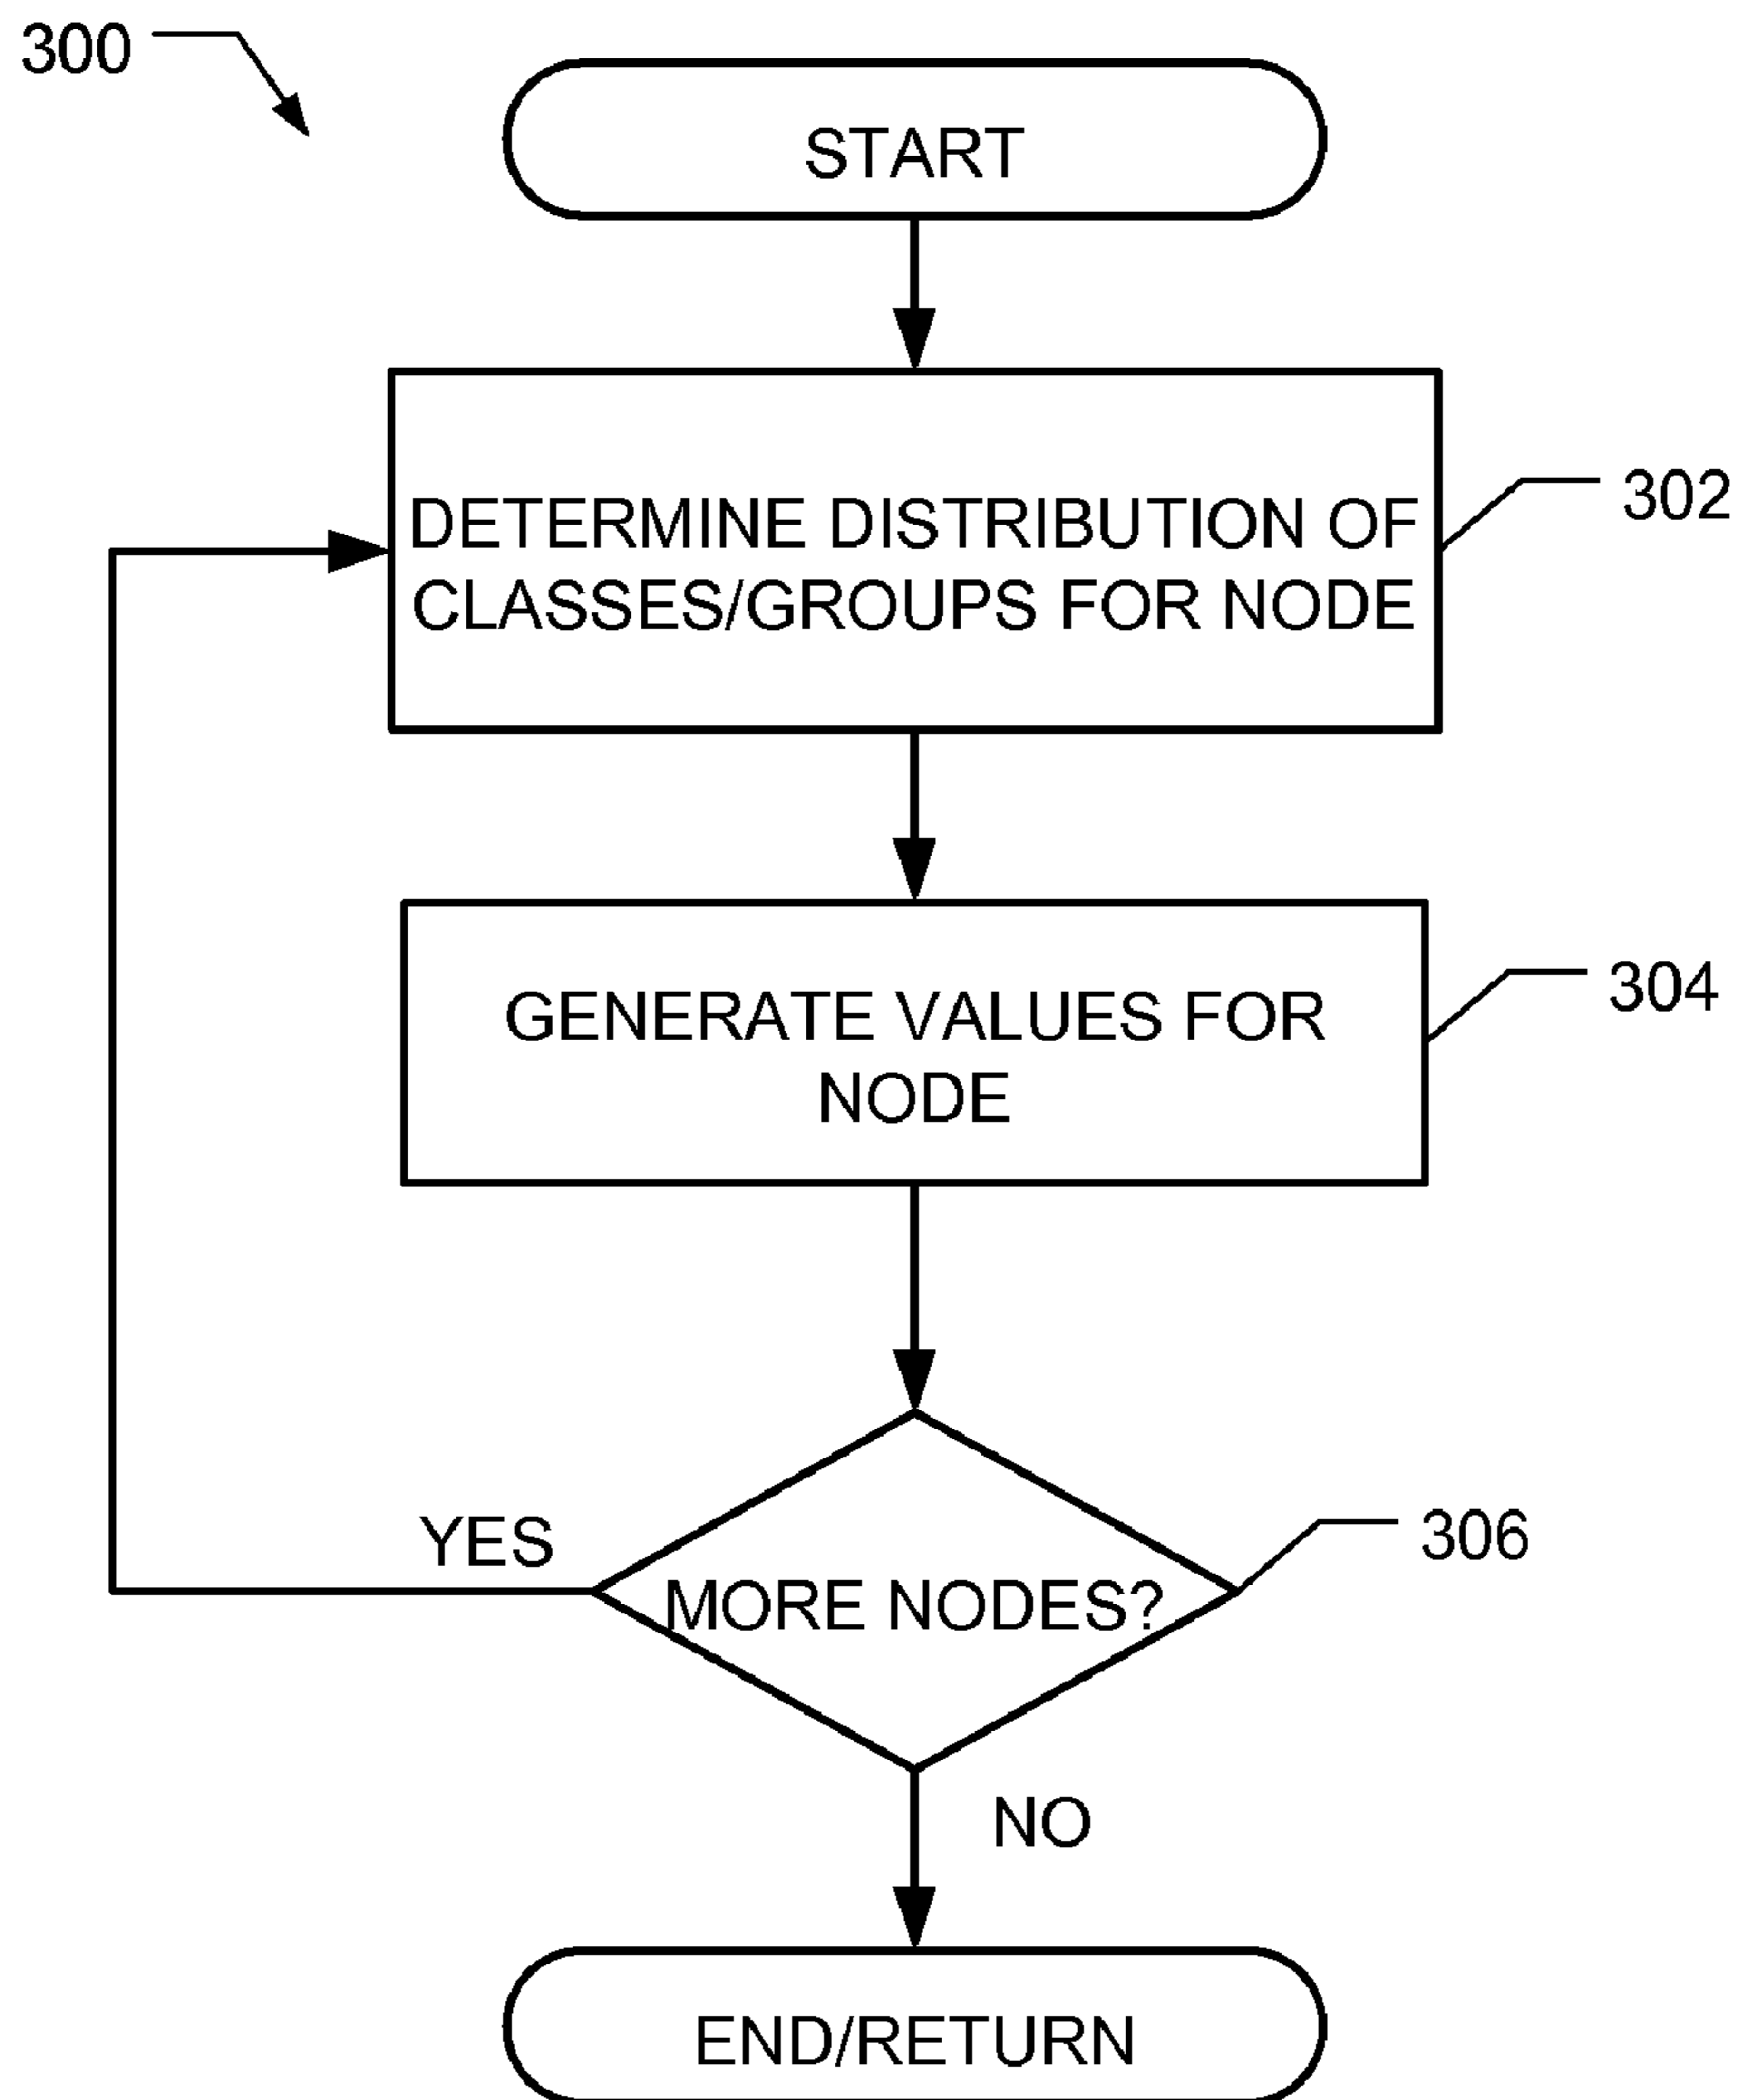 300
START
DETERMINE DISTRIBUTION OF
CLASSES/GROUPS FOR NODE
302
GENERATE VALUES FOR
NODE
304
YES
MORE NODES?
306
NO
END/RETURN